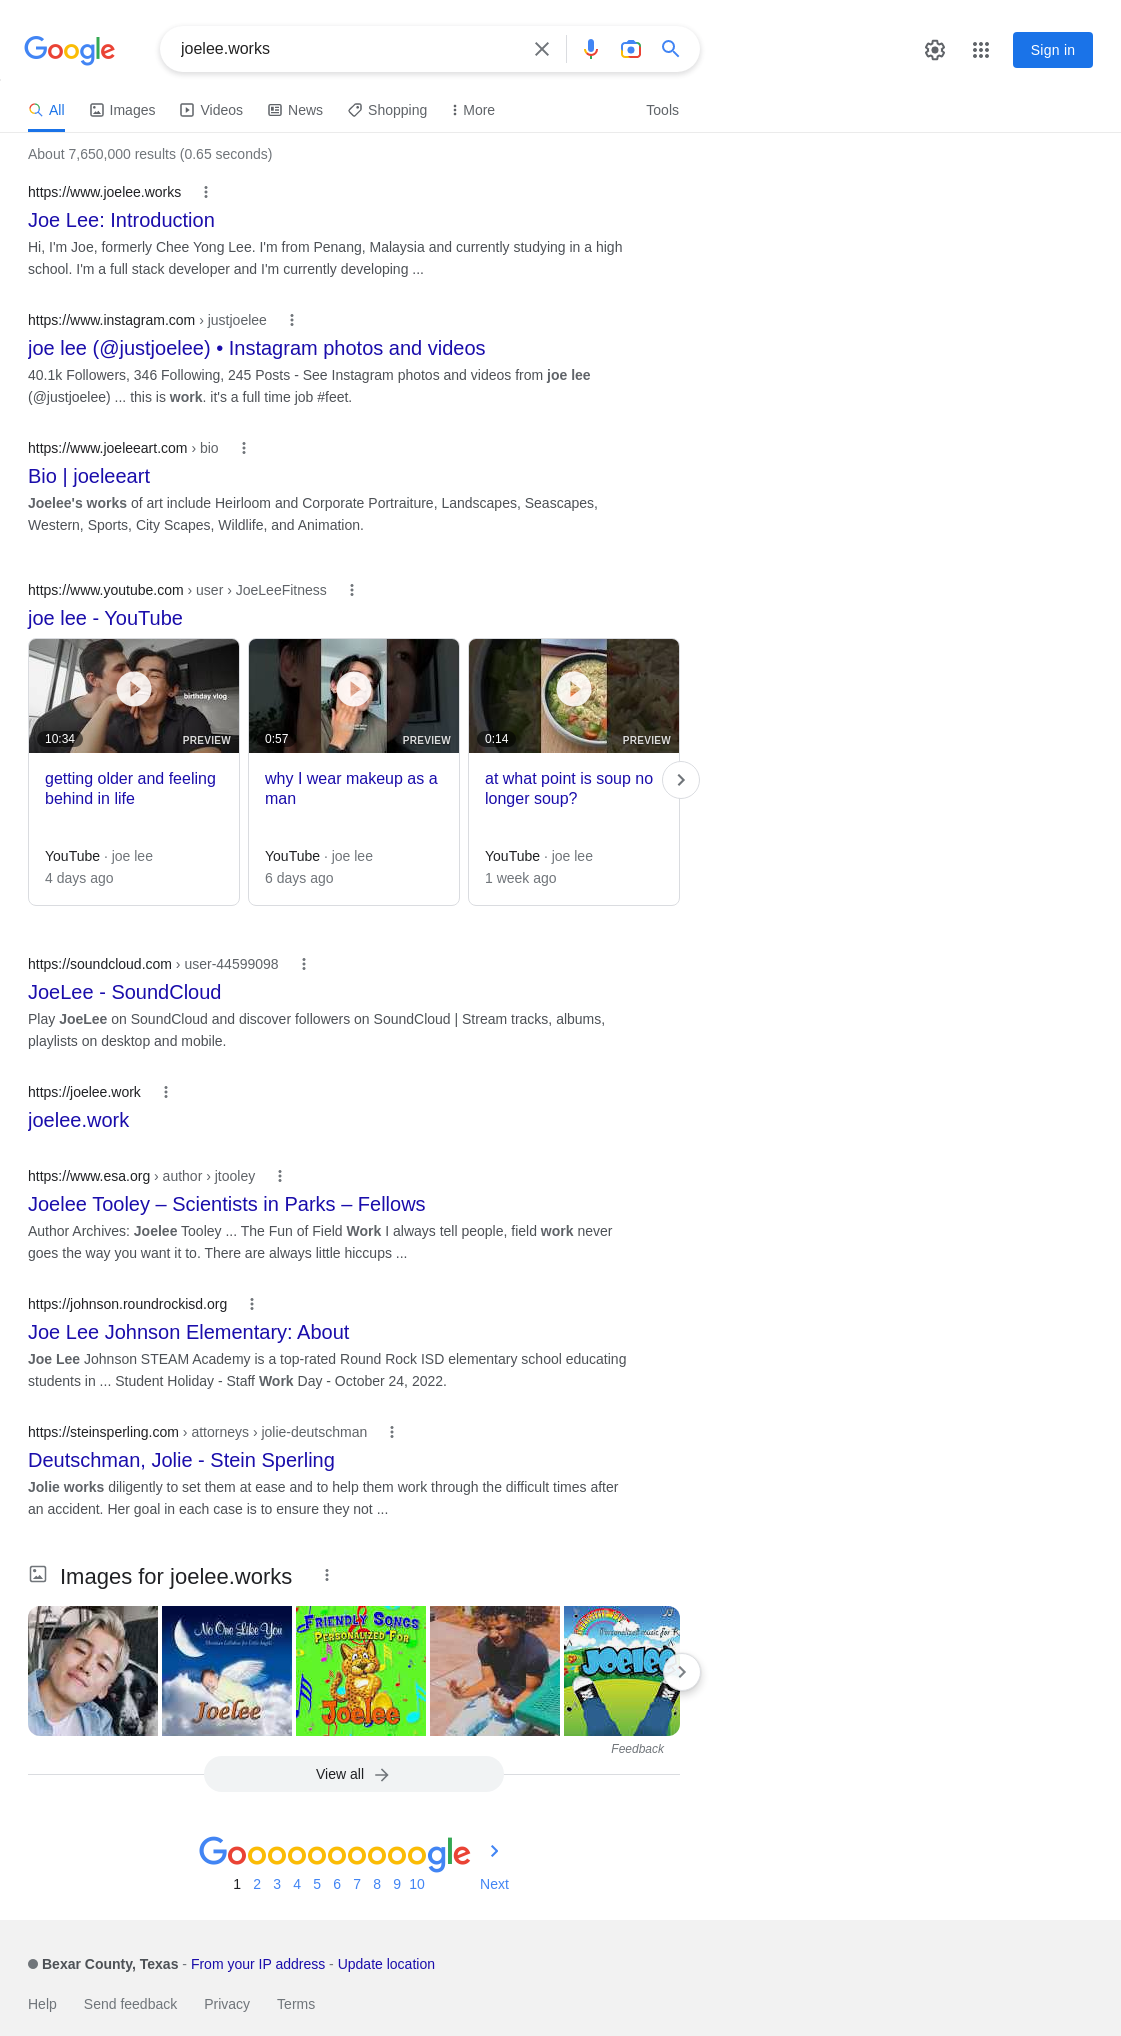 Google
joelee.works
Sign in
All
Images
Videos
News
Shopping
More
Tools
About 7,650,000 results (0.65 seconds)
https://www.joelee.works
Joe Lee: Introduction
Hi, I'm Joe, formerly Chee Yong Lee. I'm from Penang, Malaysia and currently studying in a high
school. I'm a full stack developer and I'm currently developing ...
https://www.instagram.com › justjoelee
joe lee (@justjoelee) • Instagram photos and videos
40.1k Followers, 346 Following, 245 Posts - See Instagram photos and videos from joe lee
(@justjoelee) ... this is work. it's a full time job #feet.
https://www.joeleeart.com › bio
Bio | joeleeart
Joelee's works of art include Heirloom and Corporate Portraiture, Landscapes, Seascapes,
Western, Sports, City Scapes, Wildlife, and Animation.
https://www.youtube.com › user › JoeLeeFitness
joe lee - YouTube
birthday vlog
10:34
PREVIEW
0:57
PREVIEW
0:14
PREVIEW
getting older and feeling
behind in life
why I wear makeup as a
man
at what point is soup no
longer soup?
YouTube · joe lee
4 days ago
YouTube · joe lee
6 days ago
YouTube · joe lee
1 week ago
https://soundcloud.com › user-44599098
JoeLee - SoundCloud
Play JoeLee on SoundCloud and discover followers on SoundCloud | Stream tracks, albums,
playlists on desktop and mobile.
https://joelee.work
joelee.work
https://www.esa.org › author › jtooley
Joelee Tooley – Scientists in Parks – Fellows
Author Archives: Joelee Tooley ... The Fun of Field Work I always tell people, field work never
goes the way you want it to. There are always little hiccups ...
https://johnson.roundrockisd.org
Joe Lee Johnson Elementary: About
Joe Lee Johnson STEAM Academy is a top-rated Round Rock ISD elementary school educating
students in ... Student Holiday - Staff Work Day - October 24, 2022.
https://steinsperling.com › attorneys › jolie-deutschman
Deutschman, Jolie - Stein Sperling
Jolie works diligently to set them at ease and to help them work through the difficult times after
an accident. Her goal in each case is to ensure they not ...
Images for joelee.works
No One Like You
Christian Lullabies for Little Angels
Joelee
FRIENDLY SONGS
PERSONALIZED FOR
Joelee
Personalized music for K
Joelee
Feedback
View all
Goooooooooogle
1 2 3 4 5 6 7 8 9 10 Next
Bexar County, Texas - From your IP address - Update location
Help Send feedback Privacy Terms